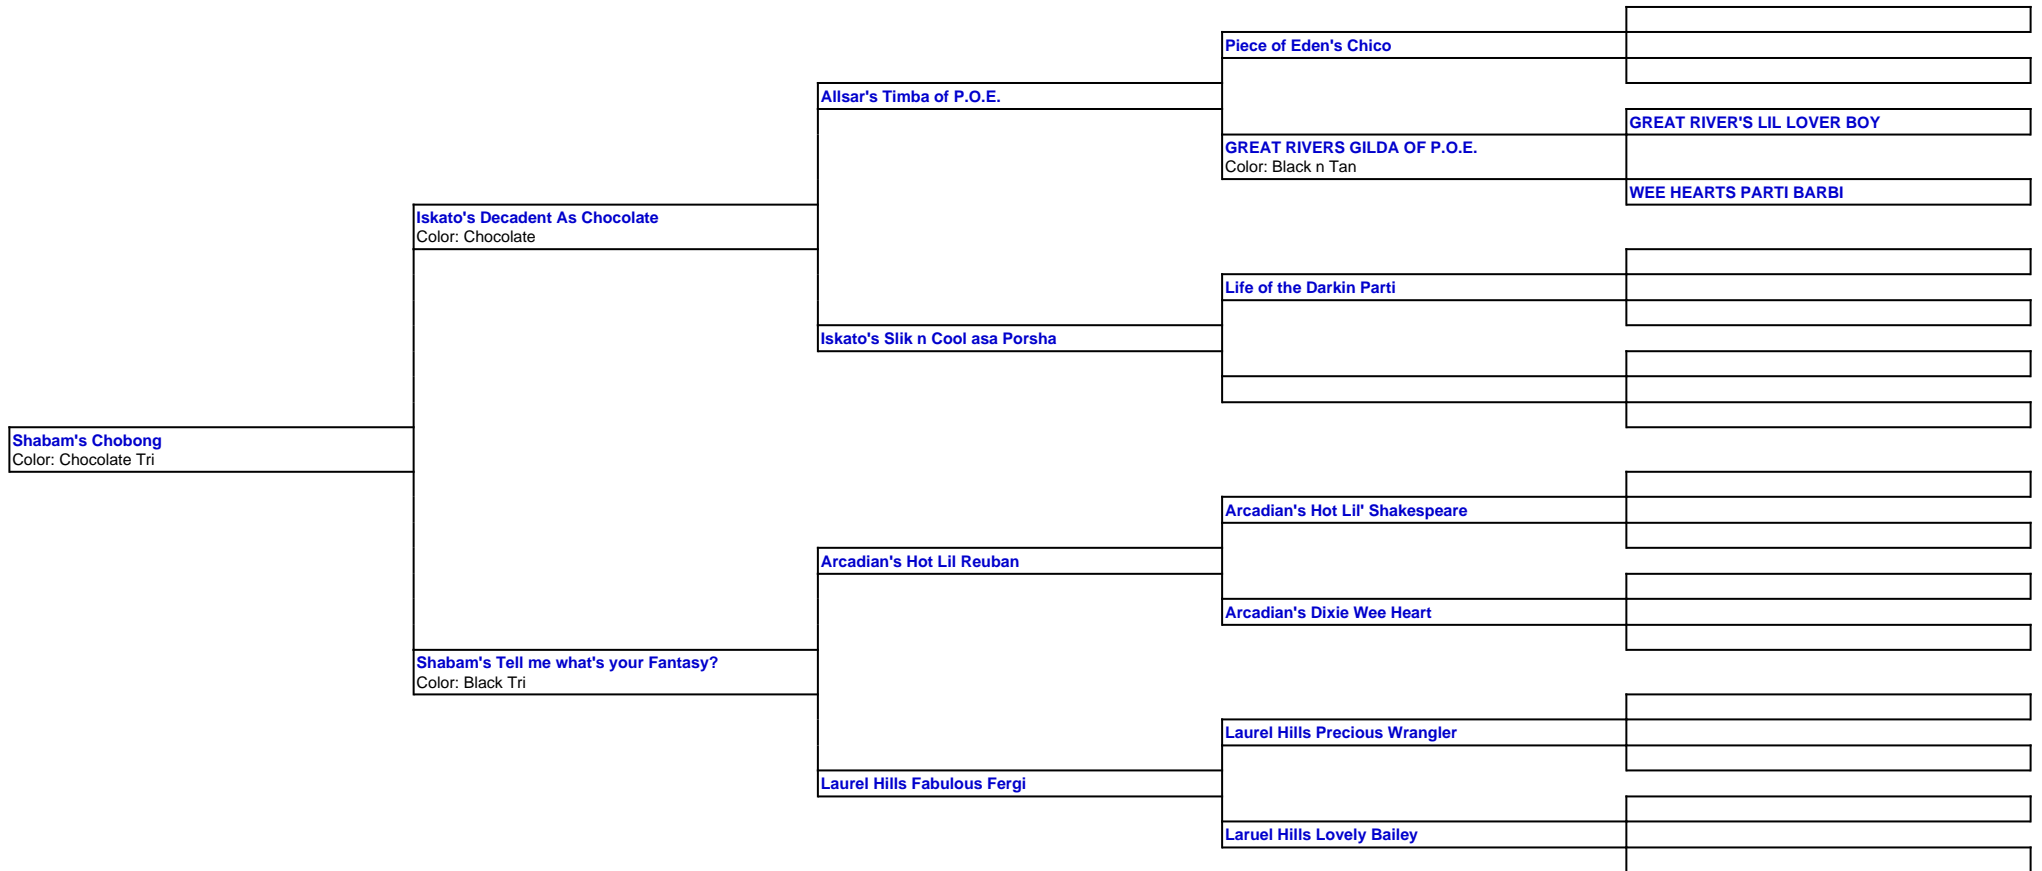 Piece of Eden's Chico
Allsar's Timba of P.O.E.
GREAT RIVER'S LIL LOVER BOY
GREAT RIVERS GILDA OF P.O.E.
Color: Black n Tan
WEE HEARTS PARTI BARBI
Iskato's Decadent As Chocolate
Color: Chocolate
Life of the Darkin Parti
Iskato's Slik n Cool asa Porsha
Shabam's Chobong
Color: Chocolate Tri
Arcadian's Hot Lil' Shakespeare
Arcadian's Hot Lil Reuban
Arcadian's Dixie Wee Heart
Shabam's Tell me what's your Fantasy?
Color: Black Tri
Laurel Hills Precious Wrangler
Laurel Hills Fabulous Fergi
Laruel Hills Lovely Bailey